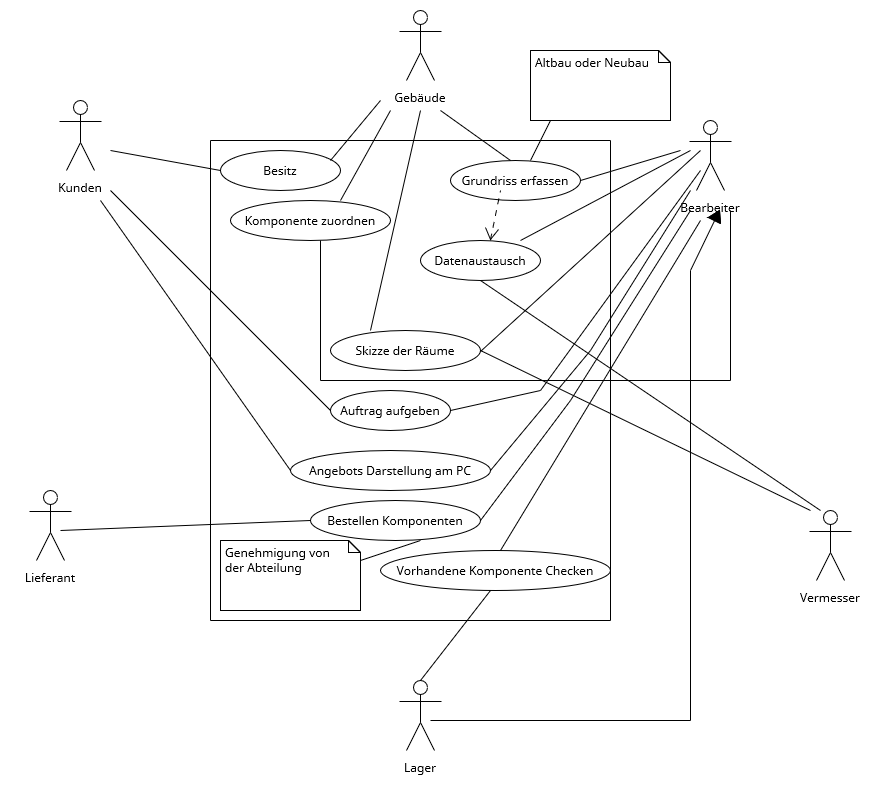 Gebäude
Altbau oder Neubau
Kunden
Bearbeiter
Besitz
Grundriss erfassen
Komponente zuordnen
Datenaustausch
Skizze der Räume
Auftrag aufgeben
Angebots Darstellung am PC
Bestellen Komponenten
Genehmigung von
der Abteilung
Vorhandene Komponente Checken
Lieferant
Vermesser
Lager